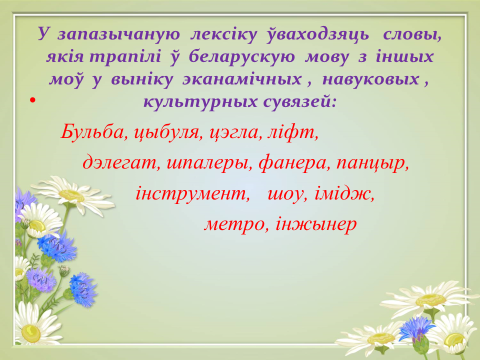 У запазычаную лексіку ўваходзяць словы,
якія трапілі ў беларускую мову з іншых
моў у выніку эканамічных , навуковых ,
культурных сувязей:
Бульба, цыбуля, цэгла, ліфт,
дэлегат, шпалеры, фанера, панцыр,
інструмент, шоу, імідж,
метро, інжынер